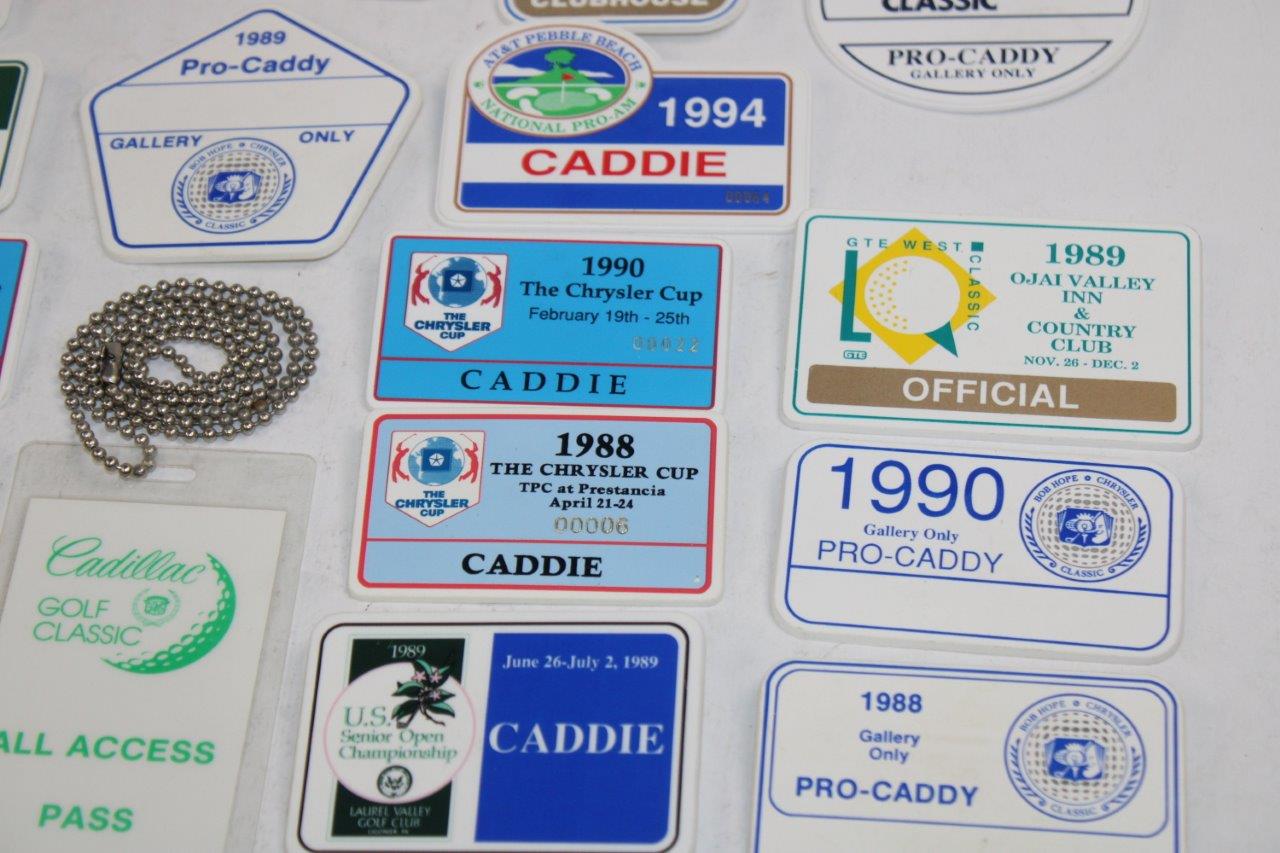 CLUBHOUSE
CLASSIC
PRO-CADDY
GALLERY ONLY
1989
Pro-Caddy
GALLERY ONLY
BOB HOPE CHRYSLER
CLASSIC
AT&T PEBBLE BEACH
NATIONAL PRO-AM
1994
CADDIE
00064
1990
The Chrysler Cup
February 19th - 25th
00022
THE
CHRYSLER
CUP
CADDIE
GTE WEST
CLASSIC
GTE
1989
OJAI VALLEY
INN
&
COUNTRY
CLUB
NOV. 26 - DEC. 2
OFFICIAL
1988
THE CHRYSLER CUP
TPC at Prestancia
April 21-24
00006
THE
CHRYSLER
CUP
CADDIE
1990
Gallery Only
PRO-CADDY
BOB HOPE CHRYSLER
CLASSIC
Cadillac
GOLF
CLASSIC
ALL ACCESS
PASS
1989
U.S.
Senior Open
Championship
LAUREL VALLEY
GOLF CLUB
LIGONIER, PA
June 26-July 2, 1989
CADDIE
1988
Gallery
Only
PRO-CADDY
BOB HOPE CHRYSLER
CLASSIC